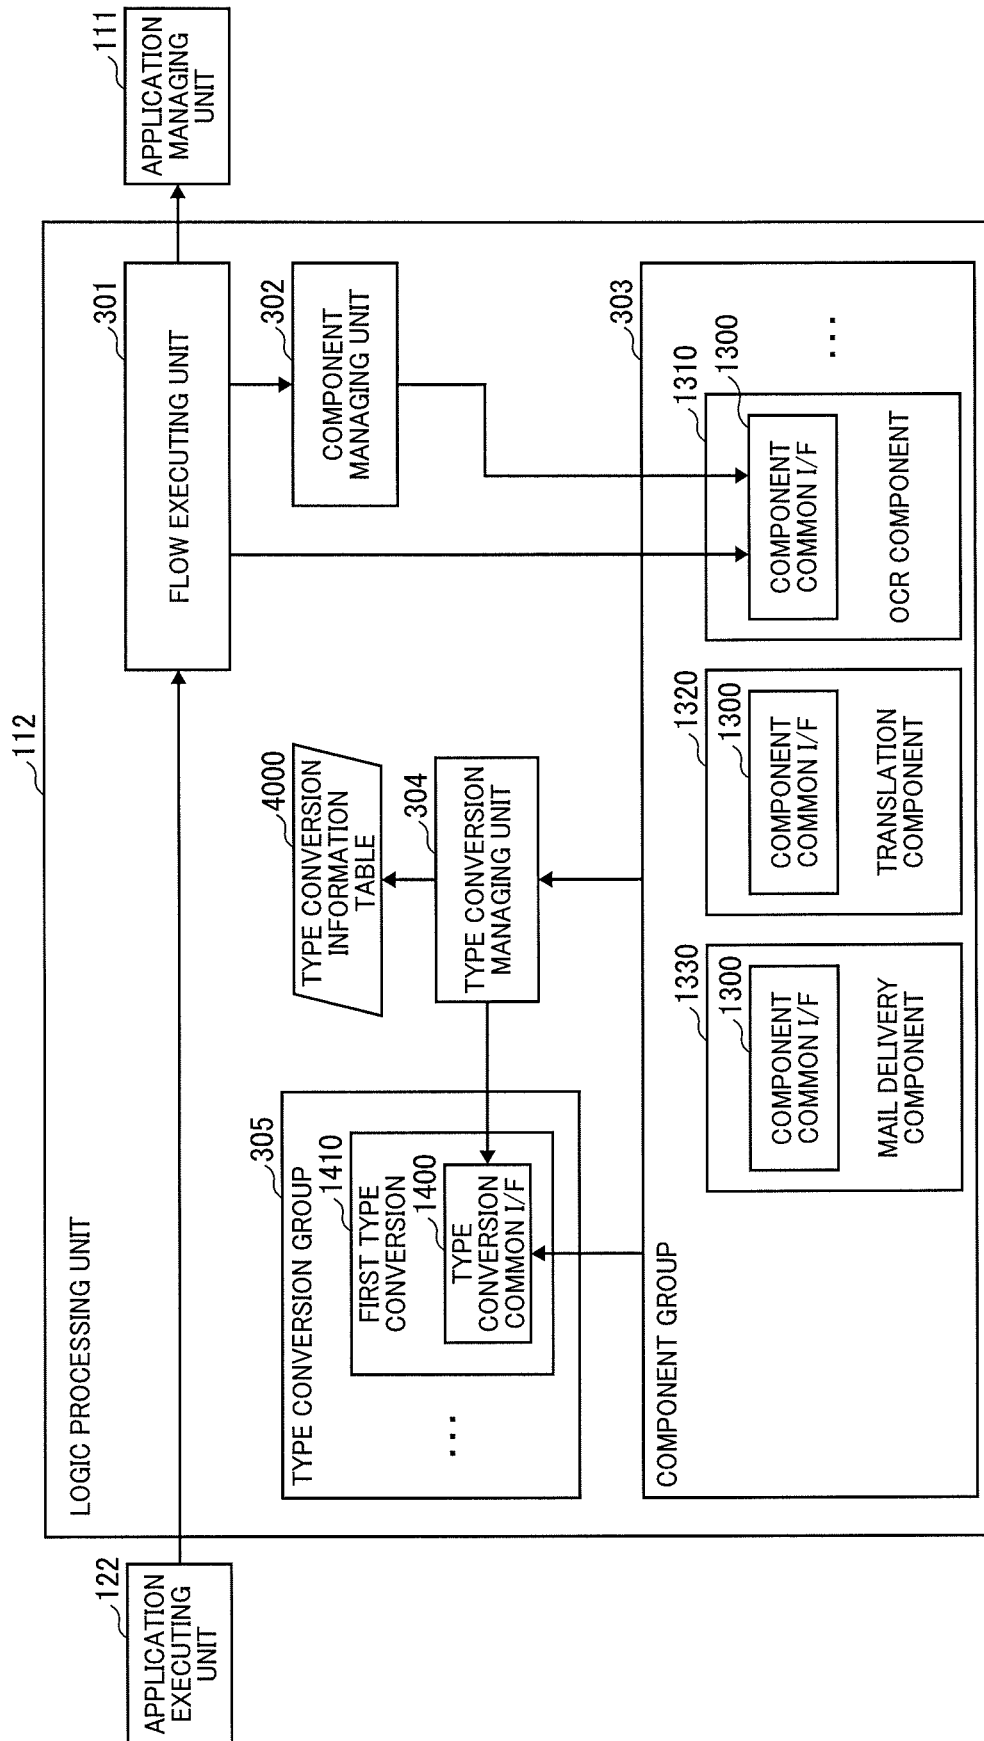 112
LOGIC PROCESSING UNIT
122
APPLICATION
EXECUTING
UNIT
301
FLOW EXECUTING UNIT
111
APPLICATION
MANAGING
UNIT
305
TYPE CONVERSION GROUP
1410
FIRST TYPE
CONVERSION
1400
TYPE
CONVERSION
COMMON I/F
...
4000
TYPE CONVERSION
INFORMATION
TABLE
304
TYPE CONVERSION
MANAGING UNIT
302
COMPONENT
MANAGING UNIT
303
COMPONENT GROUP
1330
1300
COMPONENT
COMMON I/F
MAIL DELIVERY
COMPONENT
1320
1300
COMPONENT
COMMON I/F
TRANSLATION
COMPONENT
1310
1300
COMPONENT
COMMON I/F
OCR COMPONENT
...